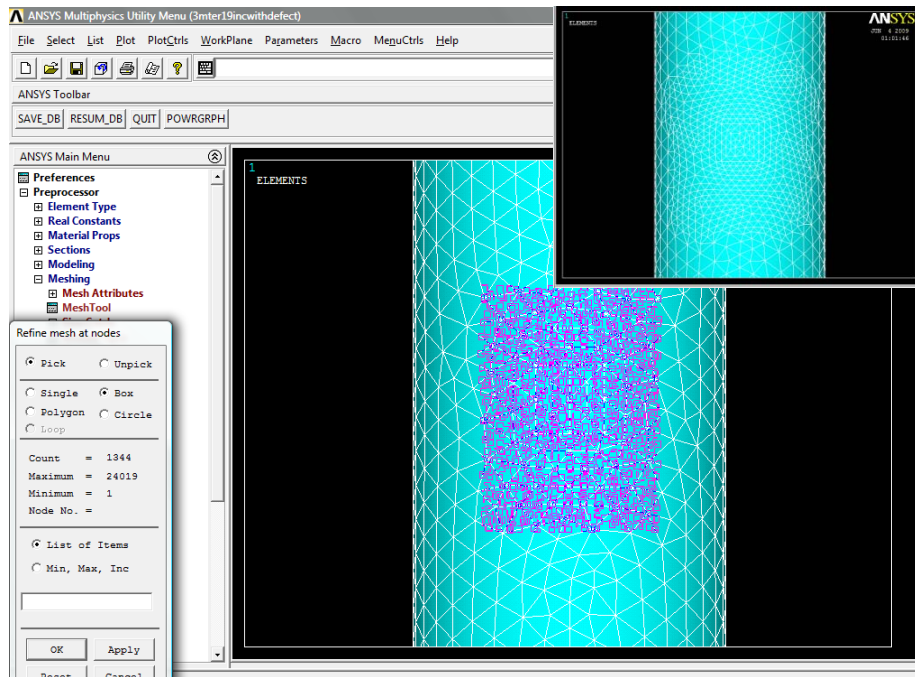 ANSYS Multiphysics Utility Menu (3mter19incwithdefect)
File Select List Plot PlotCtrls WorkPlane Parameters Macro MenuCtrls Help
ANSYS Toolbar
SAVE_DB RESUM_DB QUIT POWRGRPH
ANSYS Main Menu
Preferences
Preprocessor
Element Type
Real Constants
Material Props
Sections
Modeling
Meshing
Mesh Attributes
MeshTool
Refine mesh at nodes
Pick Unpick
Single Box
Polygon Circle
Loop
Count = 1344
Maximum = 24019
Minimum = 1
Node No. =
List of Items
Min, Max, Inc
OK Apply
Reset Cancel
1
ELEMENTS
1
ELEMENTS
ANSYS
JUN 4 2009
01:01:46